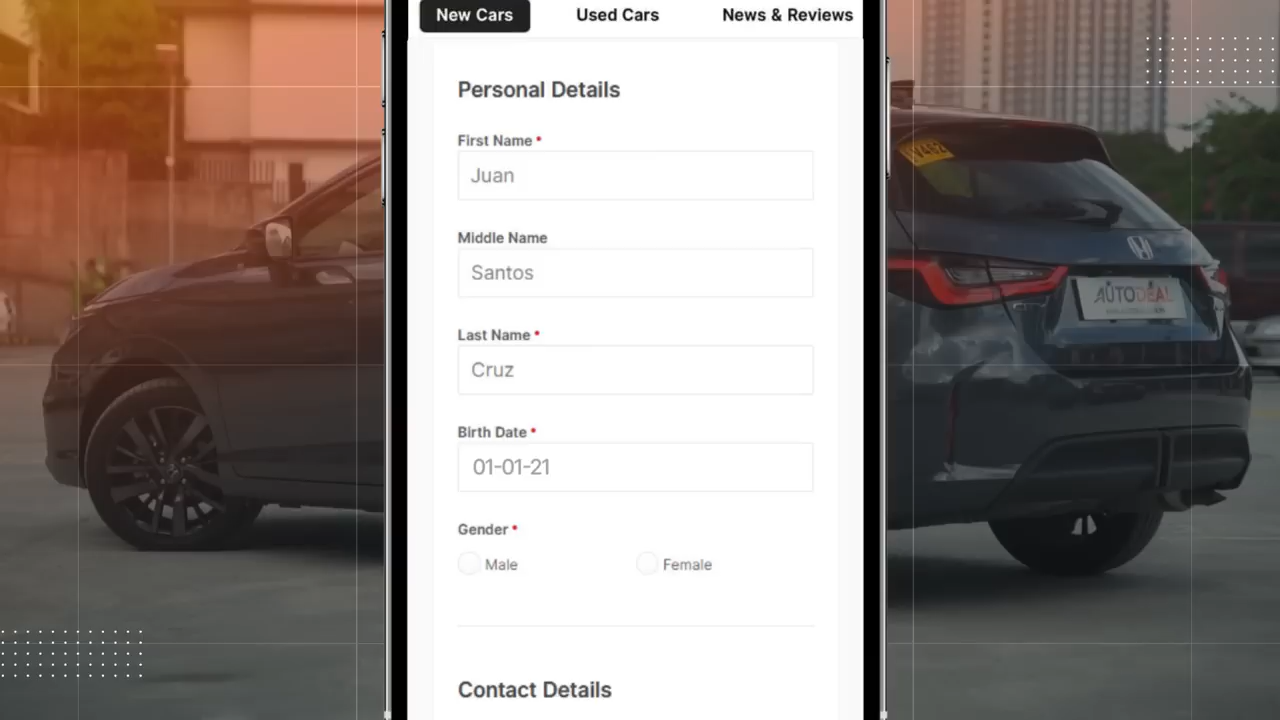 New Cars
Used Cars
News & Reviews
Personal Details
First Name •
Juan
Middle Name
Santos
Last Name •
Cruz
Birth Date •
01-01-21
Gender •
Male
Female
Contact Details
AUTODEAL